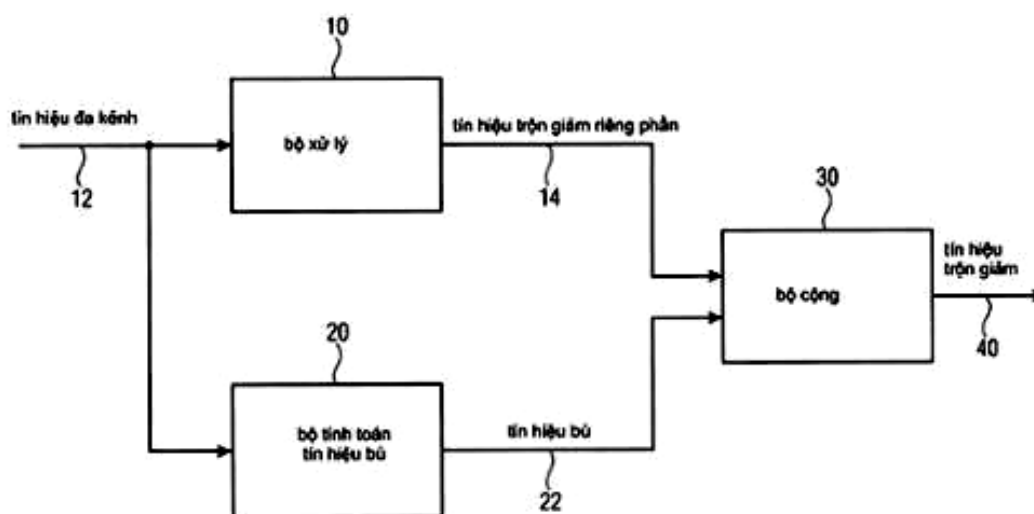 10
tín hiệu đa kênh
bộ xử lý
tín hiệu trộn giảm riêng phần
12
14
30
tín hiệu
trộn giảm
bộ cộng
20
40
bộ tính toán
tín hiệu bù
tín hiệu bù
22